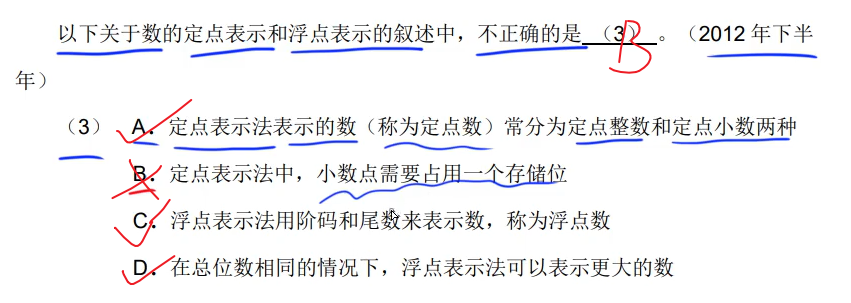 以下关于数的定点表示和浮点表示的叙述中，不正确的是 （3） 。（2012 年下半
B
年）
（3） A．定点表示法表示的数（称为定点数）常分为定点整数和定点小数两种
B．定点表示法中，小数点需要占用一个存储位
C．浮点表示法用阶码和尾数来表示数，称为浮点数
D．在总位数相同的情况下，浮点表示法可以表示更大的数